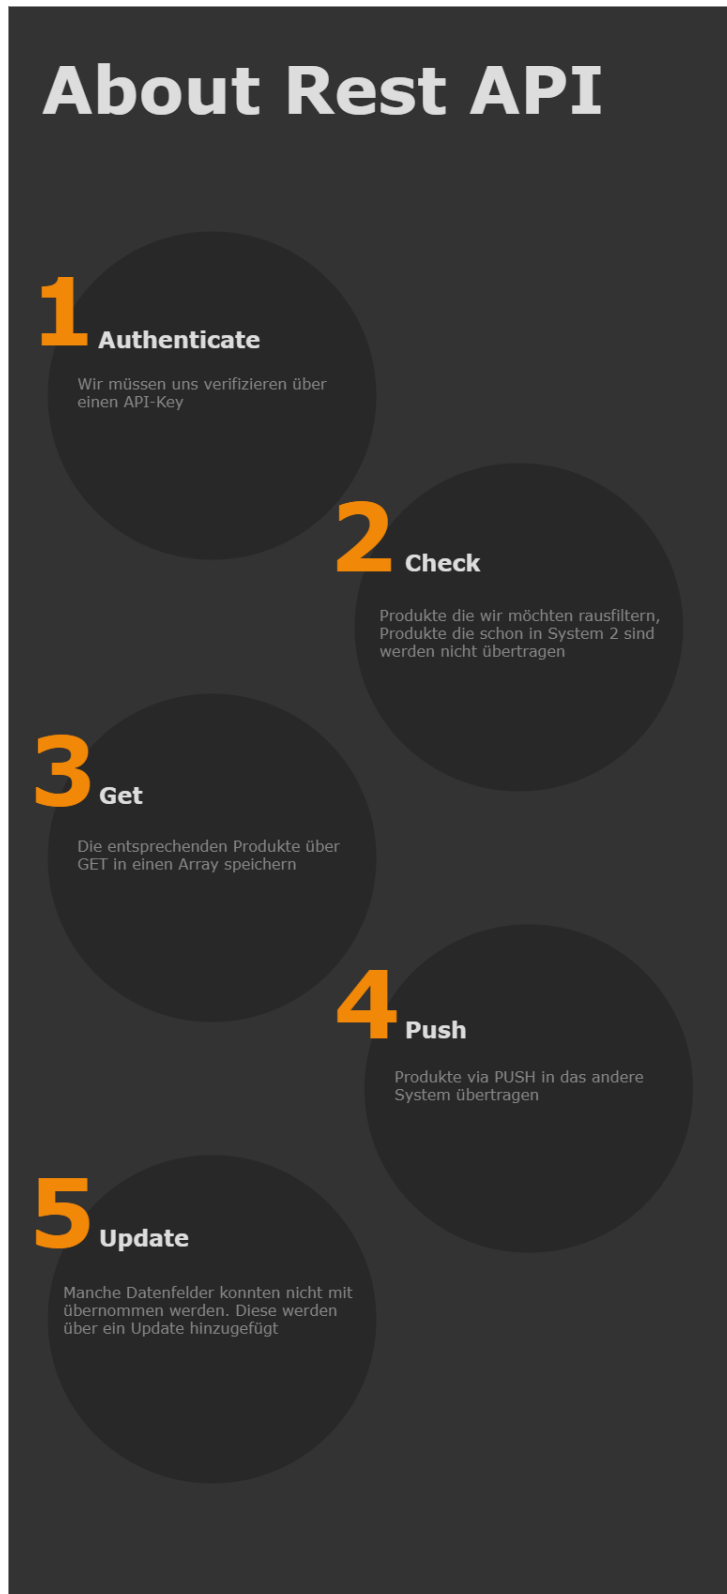 About Rest API
1 Authenticate
Wir müssen uns verifizieren über
einen API-Key
2 Check
Produkte die wir möchten rausfiltern,
Produkte die schon in System 2 sind
werden nicht übertragen
3 Get
Die entsprechenden Produkte über
GET in einen Array speichern
4 Push
Produkte via PUSH in das andere
System übertragen
5 Update
Manche Datenfelder konnten nicht mit
übernommen werden. Diese werden
über ein Update hinzugefügt